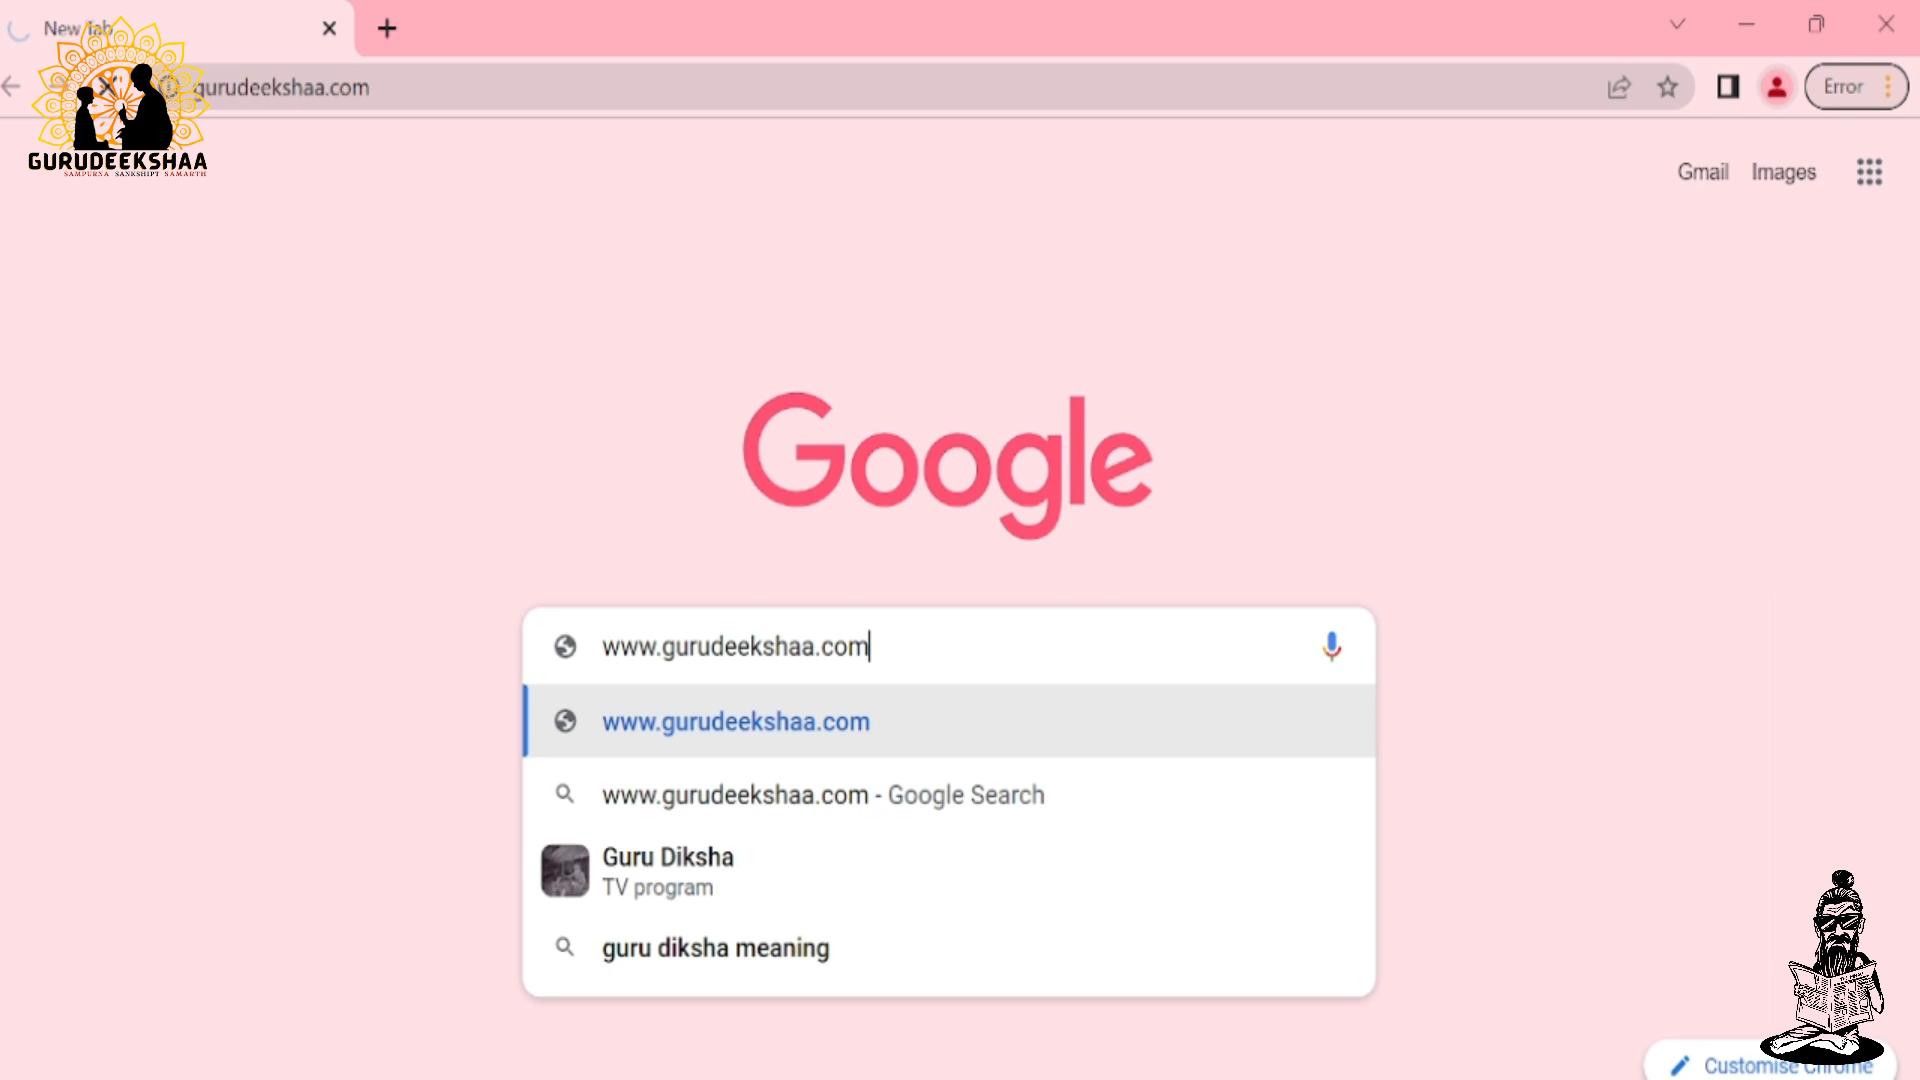 New Tab
gurudeekshaa.com
Error
GURUDEEKSHAA
SAMPURNA SANKSHIPT SAMARTH
Gmail Images
Google
www.gurudeekshaa.com
www.gurudeekshaa.com
www.gurudeekshaa.com - Google Search
Guru Diksha
TV program
guru diksha meaning
Customise Chrome